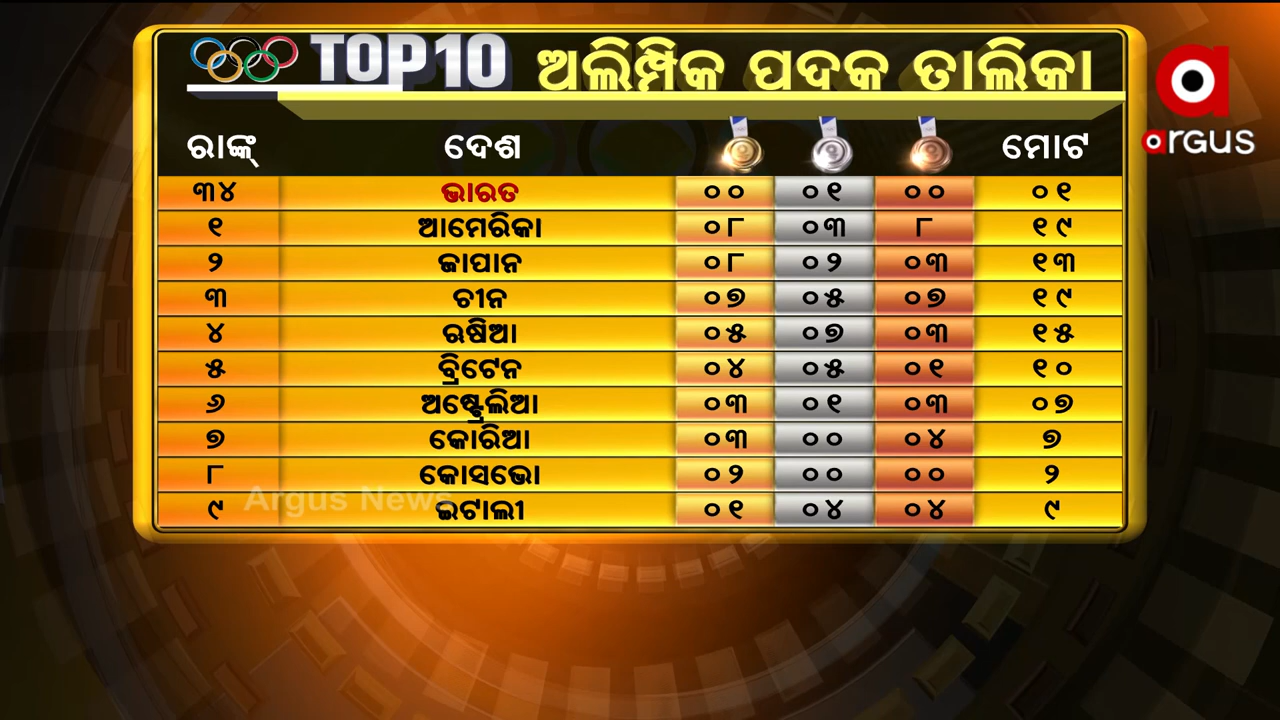 TOP10 ଅଲିମ୍ପିକ ପଦକ ତାଲିକା
argus
ରାଙ୍କ୍ ଦେଶ ମୋଟ
୩୪ ଭାରତ ୦୦ ୦୧ ୦୦ ୦୧
୧ ଆମେରିକା ୦୮ ୦୩ ୮ ୧୯
୨ ଜାପାନ ୦୮ ୦୨ ୦୩ ୧୩
୩ ଚୀନ ୦୭ ୦୫ ୦୭ ୧୯
୪ ଋଷିଆ ୦୫ ୦୭ ୦୩ ୧୫
୫ ବ୍ରିଟେନ ୦୪ ୦୫ ୦୧ ୧୦
୬ ଅଷ୍ଟ୍ରେଲିଆ ୦୩ ୦୧ ୦୩ ୦୭
୭ କୋରିଆ ୦୩ ୦୦ ୦୪ ୭
୮ କୋସଭୋ ୦୨ ୦୦ ୦୦ ୨
୯ ଇଟାଲୀ ୦୧ ୦୪ ୦୪ ୯
Argus News